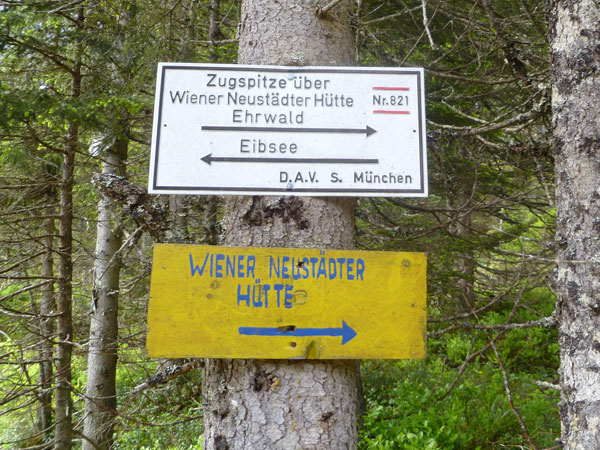 Zugspitze über
Wiener Neustädter Hütte
Nr.821
Ehrwald
Eibsee
D.A.V. S. München
WIENER NEUSTÄDTER
HÜTTE